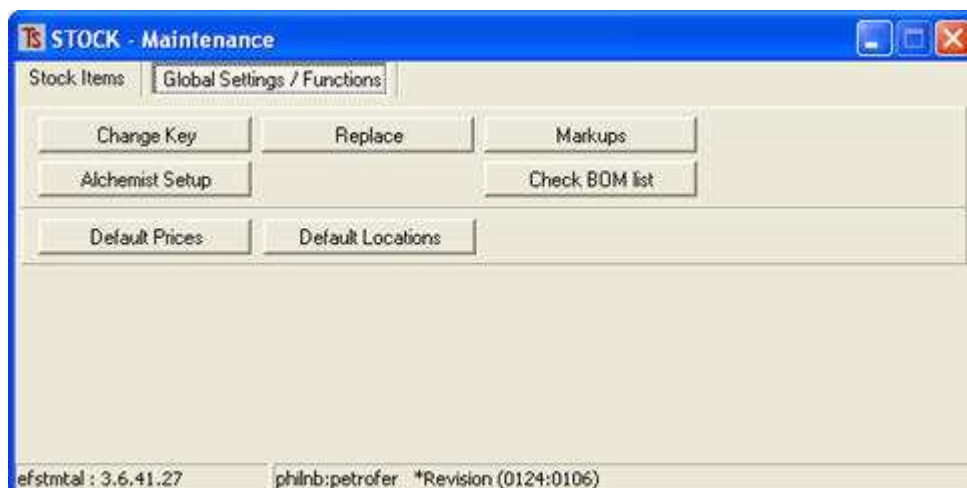 TS STOCK - Maintenance
Stock Items Global Settings / Functions
Change Key Replace Markups
Alchemist Setup Check BOM list
Default Prices Default Locations
efstmtal : 3.6.41.27 philnb:petrofer *Revision (0124:0106)